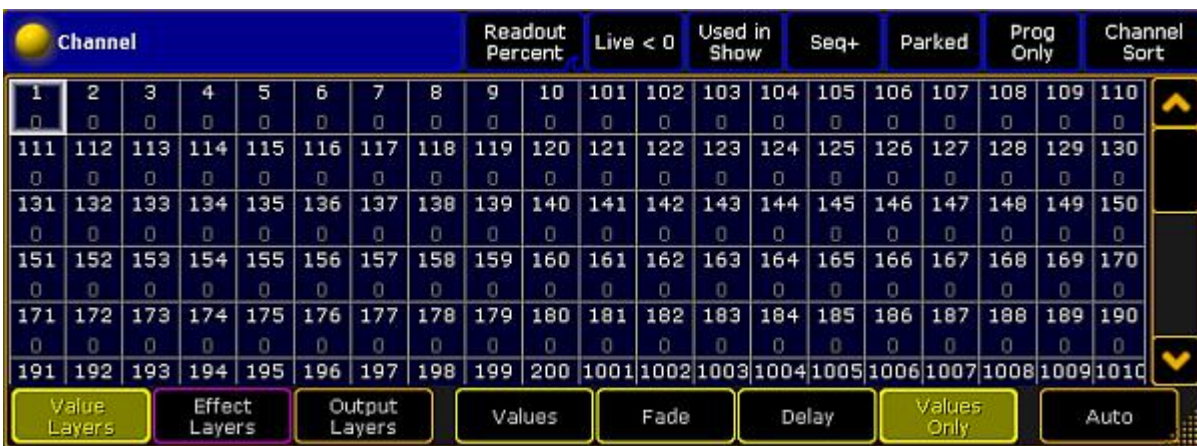 Channel Readout Percent Live < 0 Used in Show Seq+ Parked Prog Only Channel Sort
1 2 3 4 5 6 7 8 9 10 101 102 103 104 105 106 107 108 109 110
0 0 0 0 0 0 0 0 0 0 0 0 0 0 0 0 0 0 0 0
111 112 113 114 115 116 117 118 119 120 121 122 123 124 125 126 127 128 129 130
0 0 0 0 0 0 0 0 0 0 0 0 0 0 0 0 0 0 0 0
131 132 133 134 135 136 137 138 139 140 141 142 143 144 145 146 147 148 149 150
0 0 0 0 0 0 0 0 0 0 0 0 0 0 0 0 0 0 0 0
151 152 153 154 155 156 157 158 159 160 161 162 163 164 165 166 167 168 169 170
0 0 0 0 0 0 0 0 0 0 0 0 0 0 0 0 0 0 0 0
171 172 173 174 175 176 177 178 179 180 181 182 183 184 185 186 187 188 189 190
0 0 0 0 0 0 0 0 0 0 0 0 0 0 0 0 0 0 0 0
191 192 193 194 195 196 197 198 199 200 1001 1002 1003 1004 1005 1006 1007 1008 1009 1010
Value Layers Effect Layers Output Layers Values Fade Delay Values Only Auto